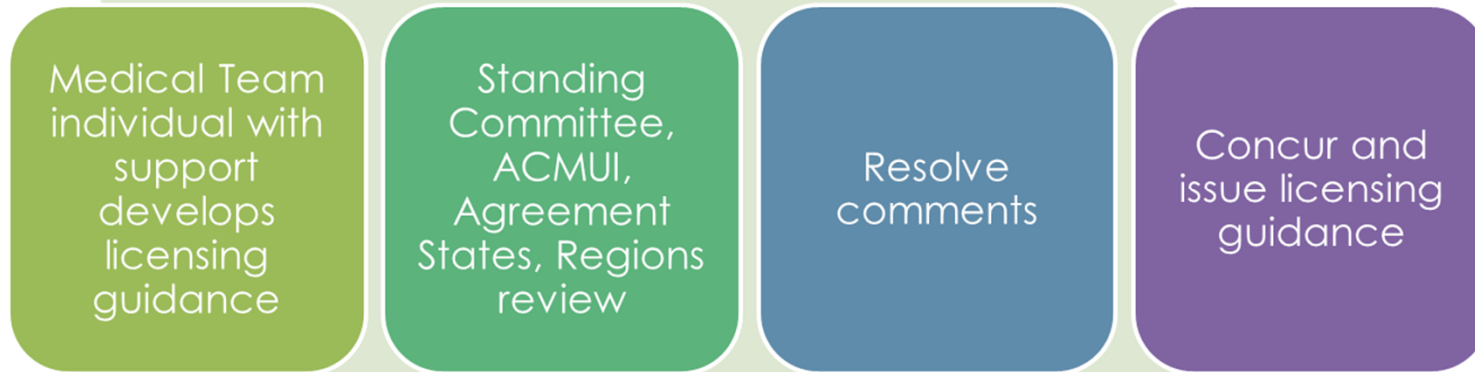 Medical Team
individual with
support
develops
licensing
guidance
Standing
Committee,
ACMUI,
Agreement
States, Regions
review
Resolve
comments
Concur and
issue licensing
guidance